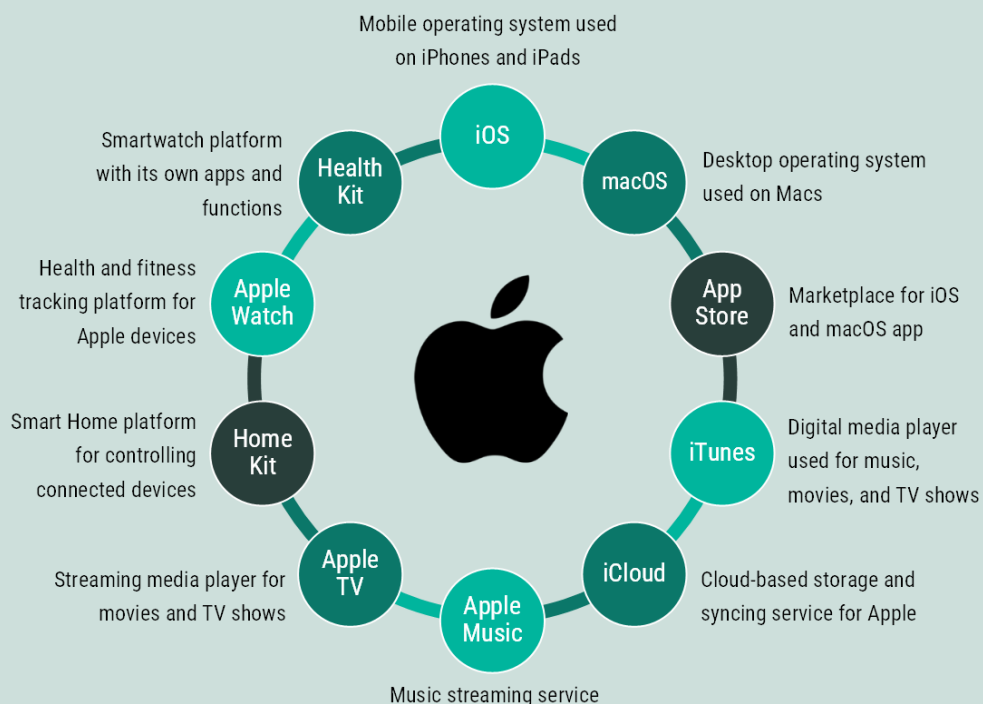 Mobile operating system used
on iPhones and iPads
iOS
macOS
Desktop operating system
used on Macs
App
Store
Marketplace for iOS
and macOS app
iTunes
Digital media player
used for music,
movies, and TV shows
iCloud
Cloud-based storage and
syncing service for Apple
Apple
Music
Music streaming service
Apple
TV
Streaming media player for
movies and TV shows
Home
Kit
Smart Home platform
for controlling
connected devices
Apple
Watch
Health and fitness
tracking platform for
Apple devices
Health
Kit
Smartwatch platform
with its own apps and
functions